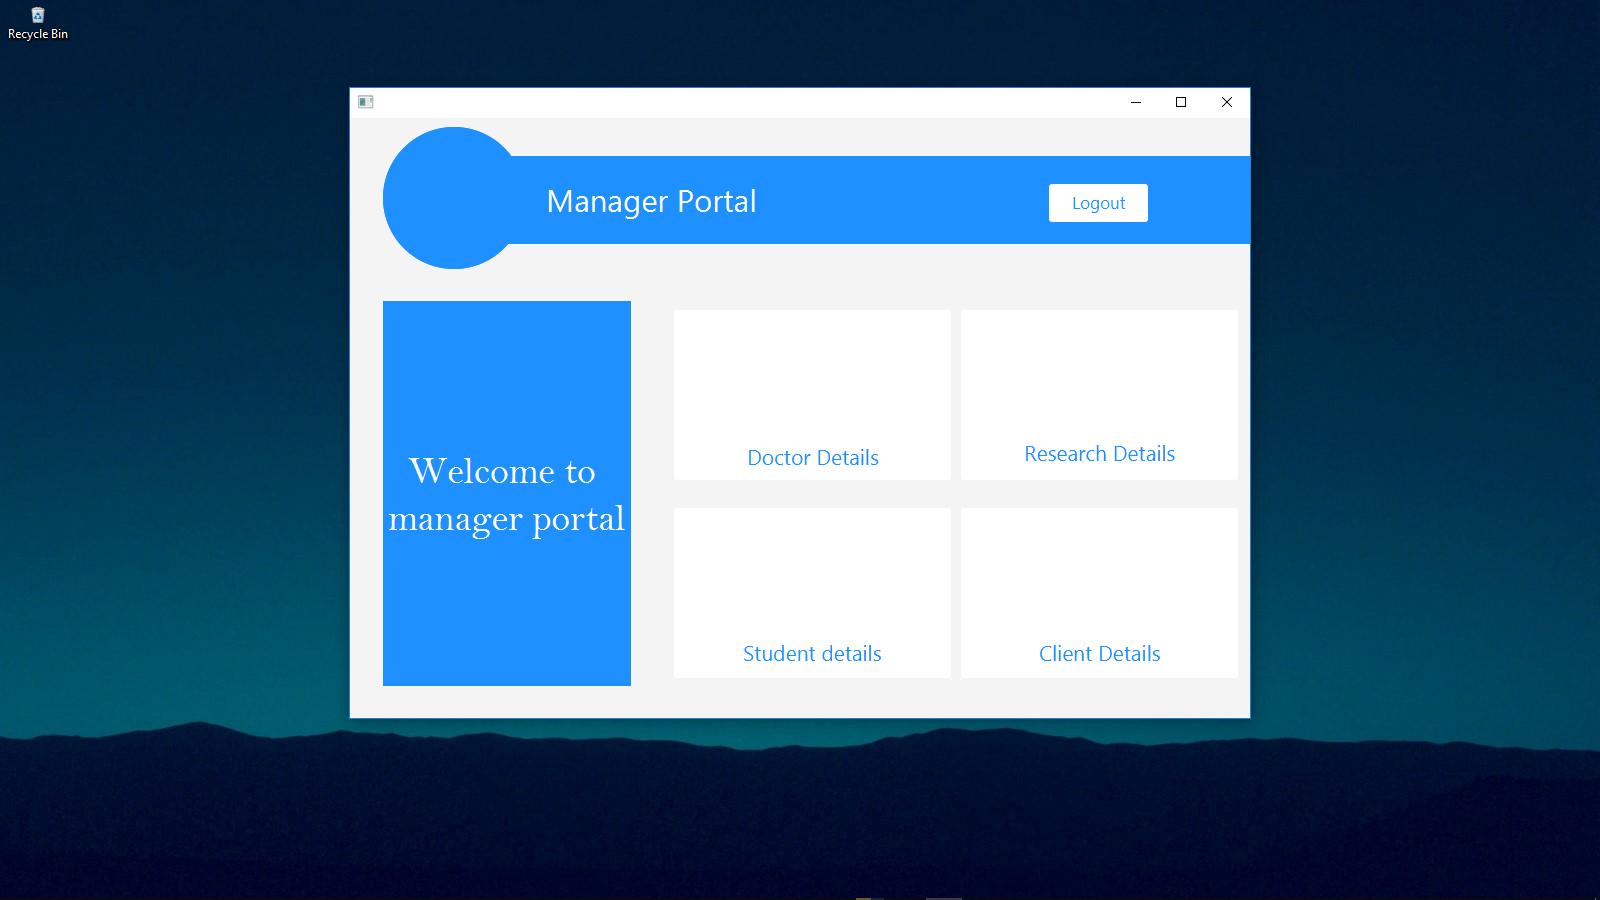 Recycle Bin
Manager Portal
Logout
Welcome to
manager portal
Doctor Details
Research Details
Student details
Client Details